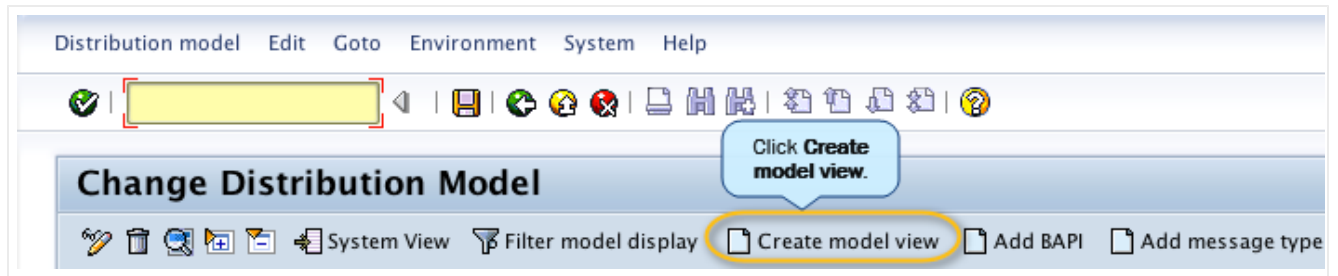 Distribution model Edit Goto Environment System Help
Click Create
model view.
Change Distribution Model
System View Filter model display Create model view Add BAPI Add message type